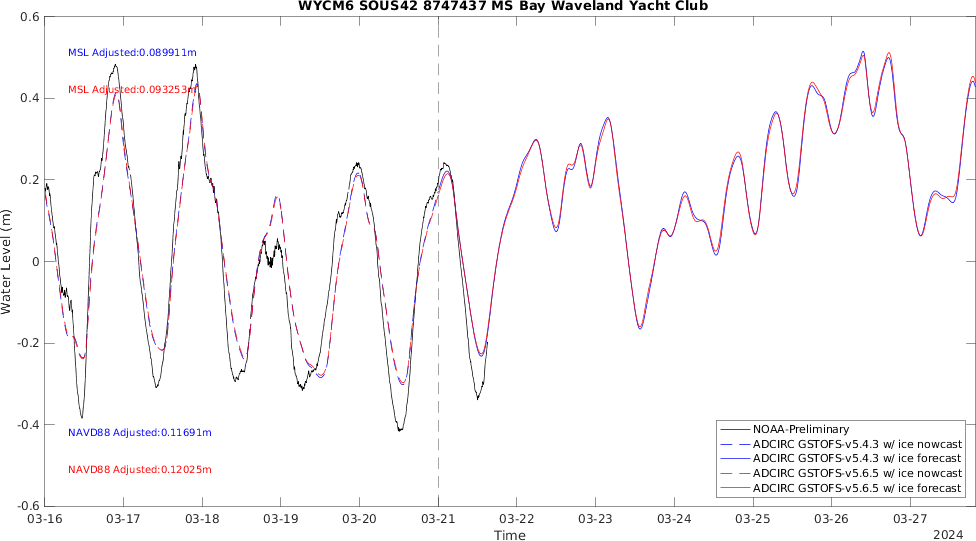 WYCM6 SOUS42 8747437 MS Bay Waveland Yacht Club
0.6
MSL Adjusted:0.089911m
MSL Adjusted:0.093253m
0.4
0.2
0
-0.2
-0.4
-0.6
Water Level (m)
NAVD88 Adjusted:0.11691m
NAVD88 Adjusted:0.12025m
NOAA-Preliminary
ADCIRC GSTOFS-v5.4.3 w/ ice nowcast
ADCIRC GSTOFS-v5.4.3 w/ ice forecast
ADCIRC GSTOFS-v5.6.5 w/ ice nowcast
ADCIRC GSTOFS-v5.6.5 w/ ice forecast
03-16 03-17 03-18 03-19 03-20 03-21 03-22 03-23 03-24 03-25 03-26 03-27
Time
2024